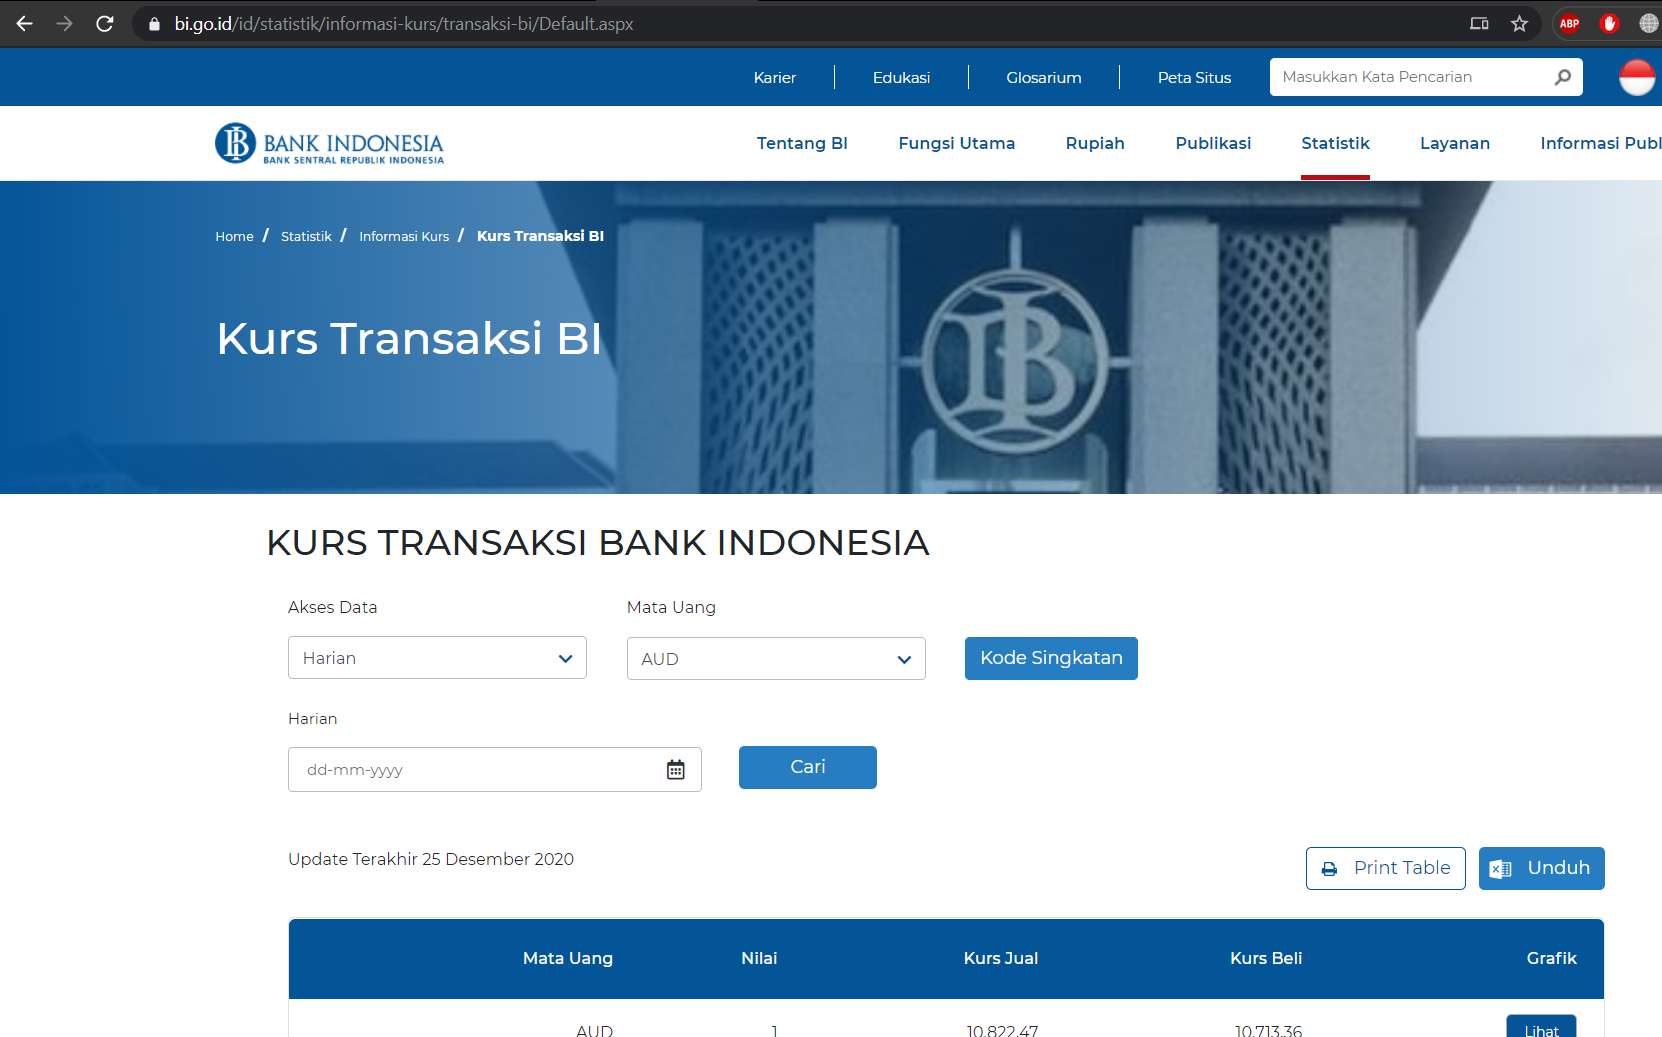 bi.go.id/id/statistik/informasi-kurs/transaksi-bi/Default.aspx
ABP
Karier
Edukasi
Glosarium
Peta Situs
Masukkan Kata Pencarian
BANK INDONESIA
BANK SENTRAL REPUBLIK INDONESIA
Tentang BI
Fungsi Utama
Rupiah
Publikasi
Statistik
Layanan
Informasi Publ
Home / Statistik / Informasi Kurs / Kurs Transaksi BI
Kurs Transaksi BI
KURS TRANSAKSI BANK INDONESIA
Akses Data
Mata Uang
Harian
AUD
Kode Singkatan
Harian
dd-mm-yyyy
Cari
Update Terakhir 25 Desember 2020
Print Table
Unduh
Mata Uang Nilai Kurs Jual Kurs Beli Grafik
AUD 1 10.822,47 10.713,36 Lihat